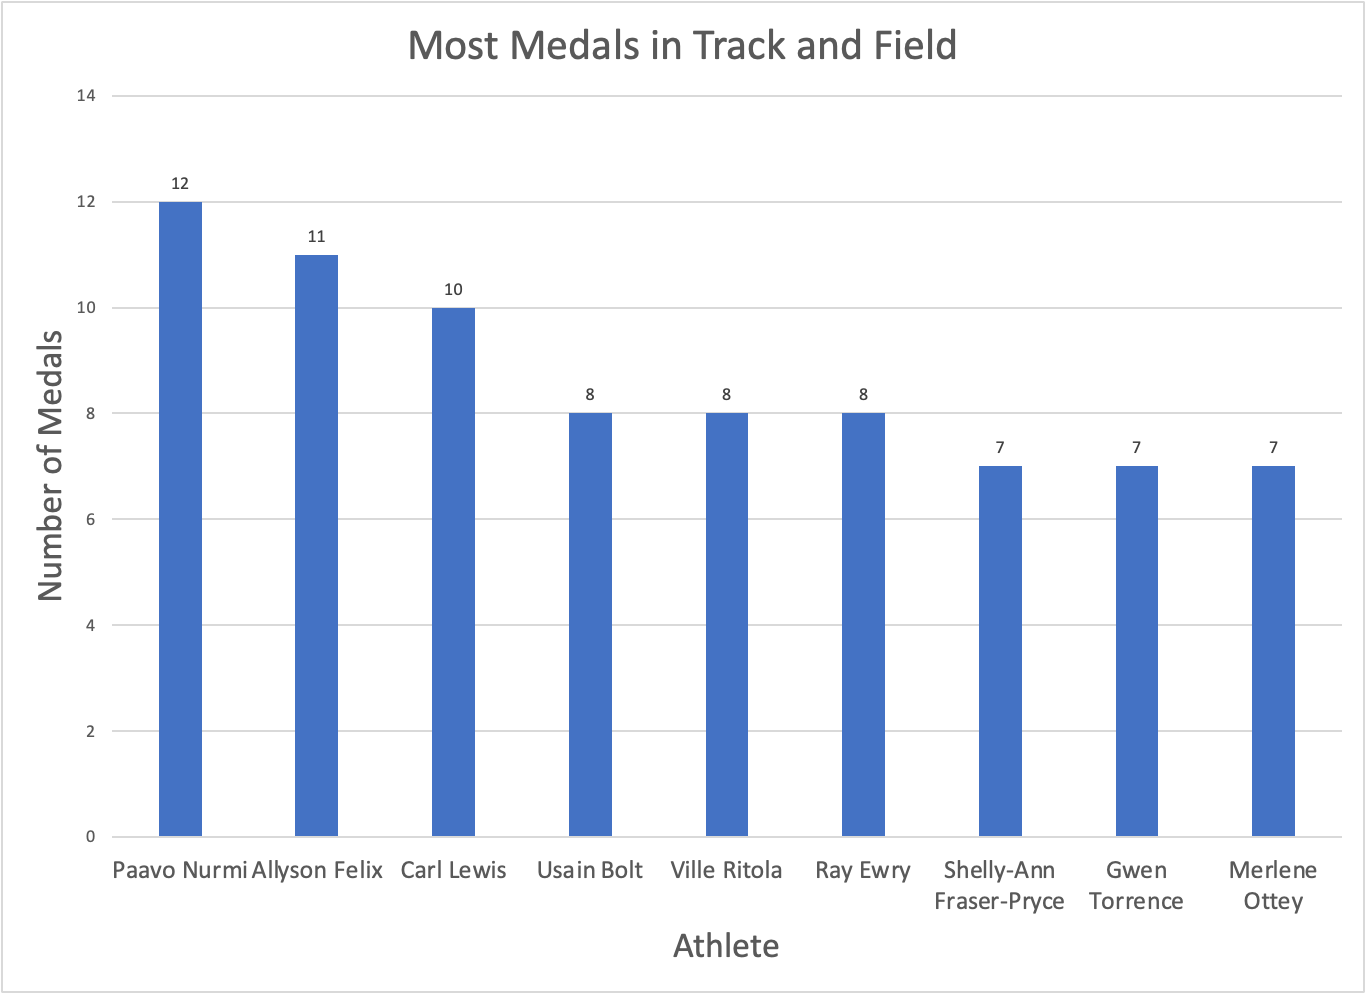 Most Medals in Track and Field
14
12
10
8
6
4
2
0
Number of Medals
12
11
10
8
8
8
7
7
7
Paavo Nurmi
Allyson Felix
Carl Lewis
Usain Bolt
Ville Ritola
Ray Ewry
Shelly-Ann
Fraser-Pryce
Gwen
Torrence
Merlene
Ottey
Athlete